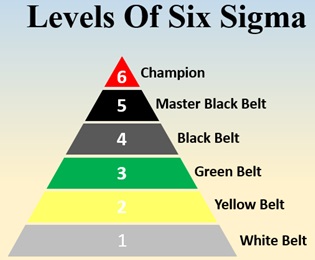 Levels Of Six Sigma
6 Champion
5 Master Black Belt
4 Black Belt
3 Green Belt
2 Yellow Belt
1 White Belt